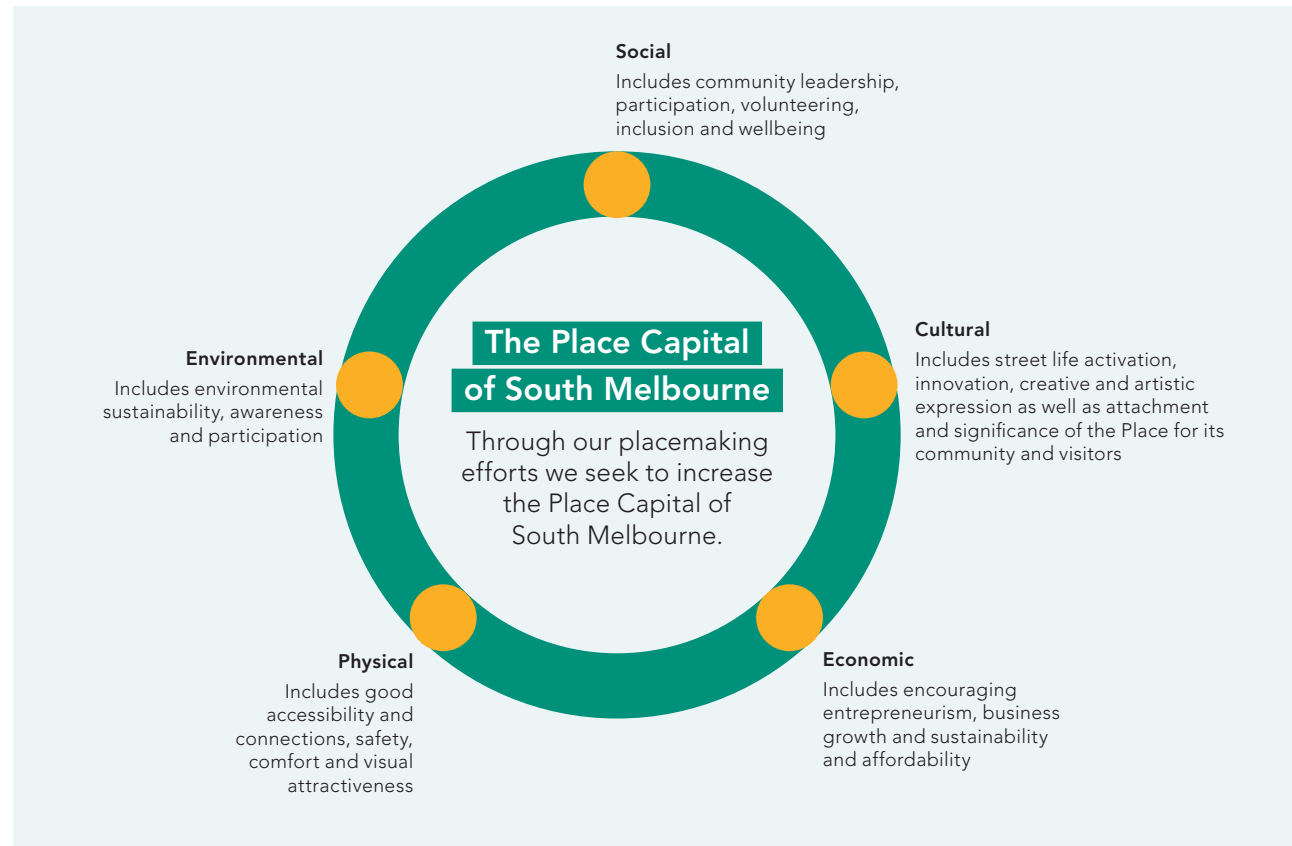 Social
Includes community leadership,
participation, volunteering,
inclusion and wellbeing
Cultural
Includes street life activation,
innovation, creative and artistic
expression as well as attachment
and significance of the Place for its
community and visitors
Economic
Includes encouraging
entrepreneurism, business
growth and sustainability
and affordability
Physical
Includes good
accessibility and
connections, safety,
comfort and visual
attractiveness
Environmental
Includes environmental
sustainability, awareness
and participation
The Place Capital
of South Melbourne
Through our placemaking
efforts we seek to increase
the Place Capital of
South Melbourne.